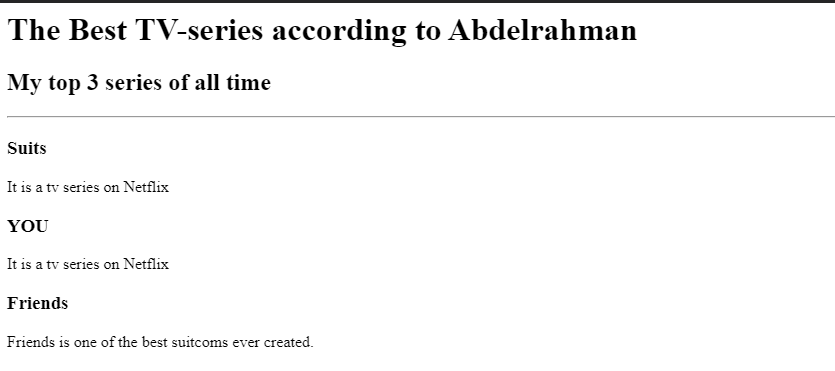 The Best TV-series according to Abdelrahman
My top 3 series of all time
Suits
It is a tv series on Netflix
YOU
It is a tv series on Netflix
Friends
Friends is one of the best suitcoms ever created.